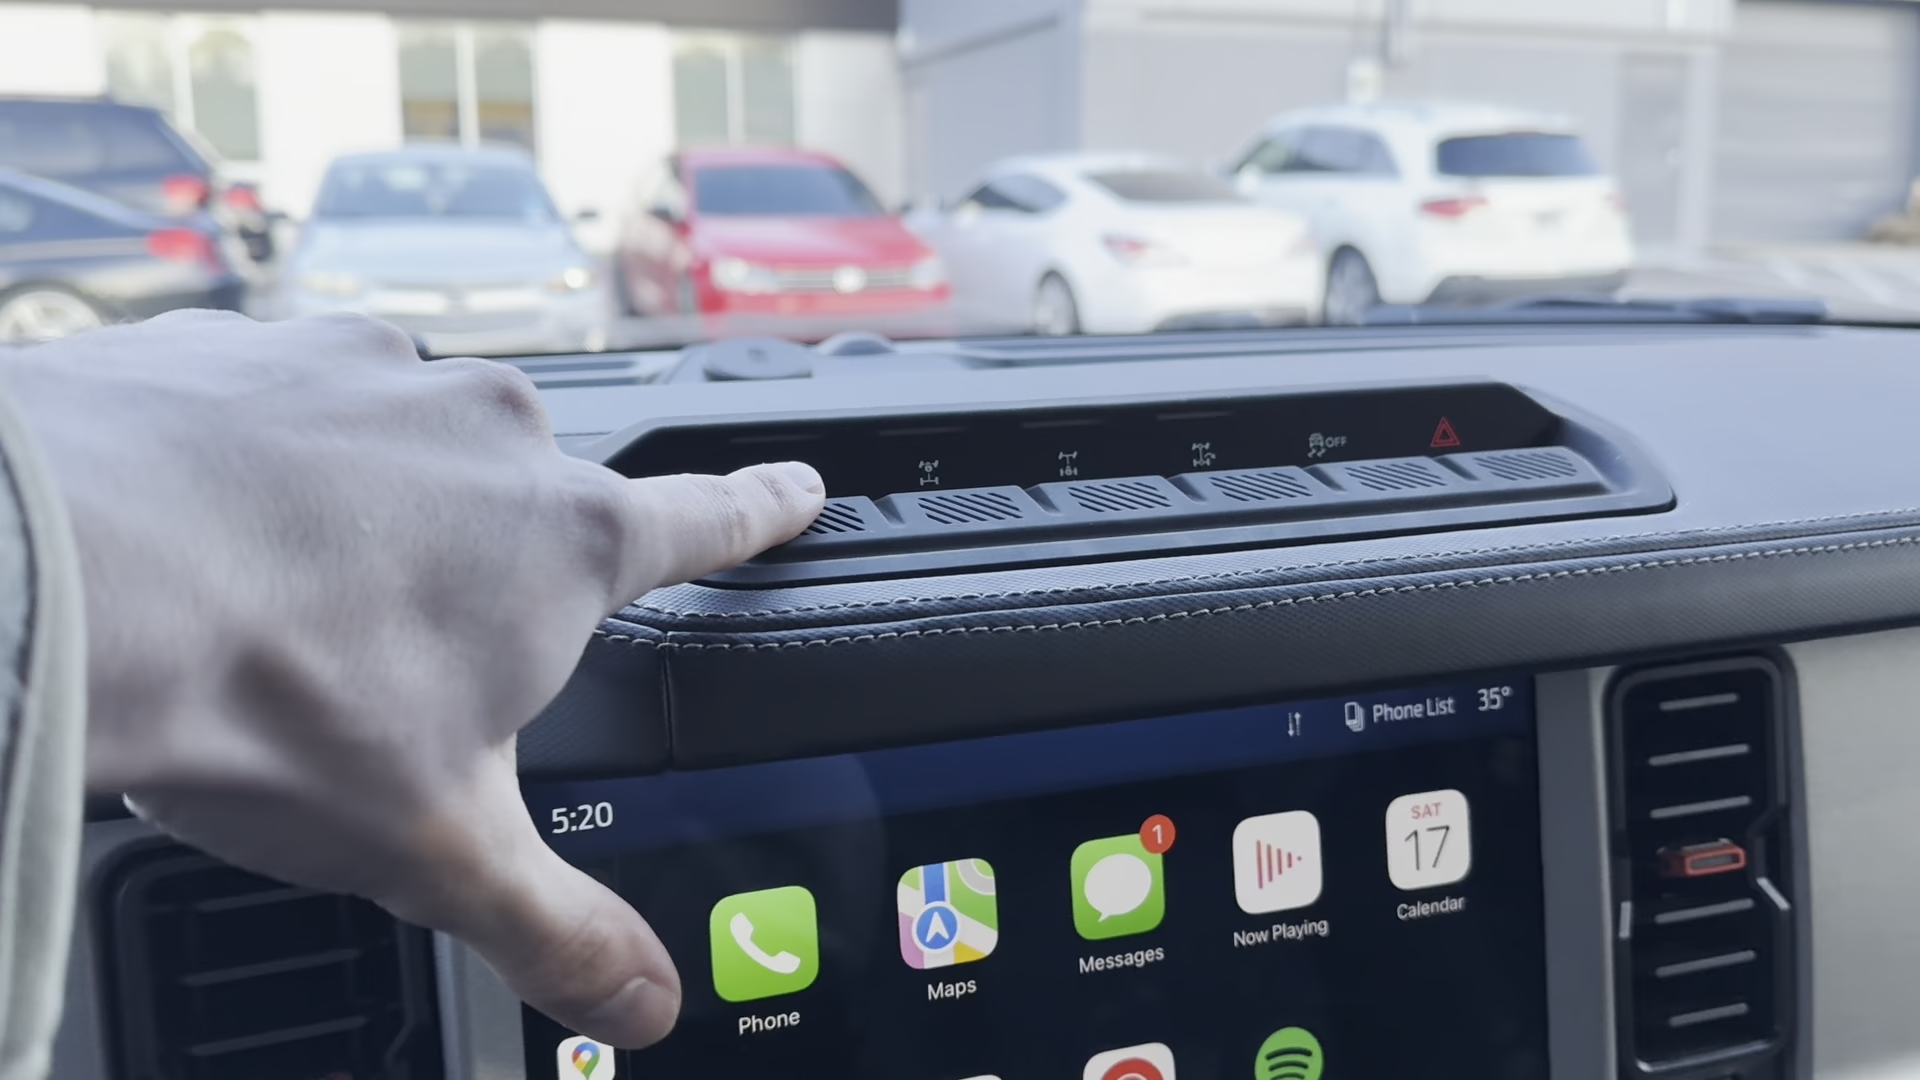 OFF
Phone List 35°
5:20
1
SAT
17
Phone
Maps
Messages
Now Playing
Calendar